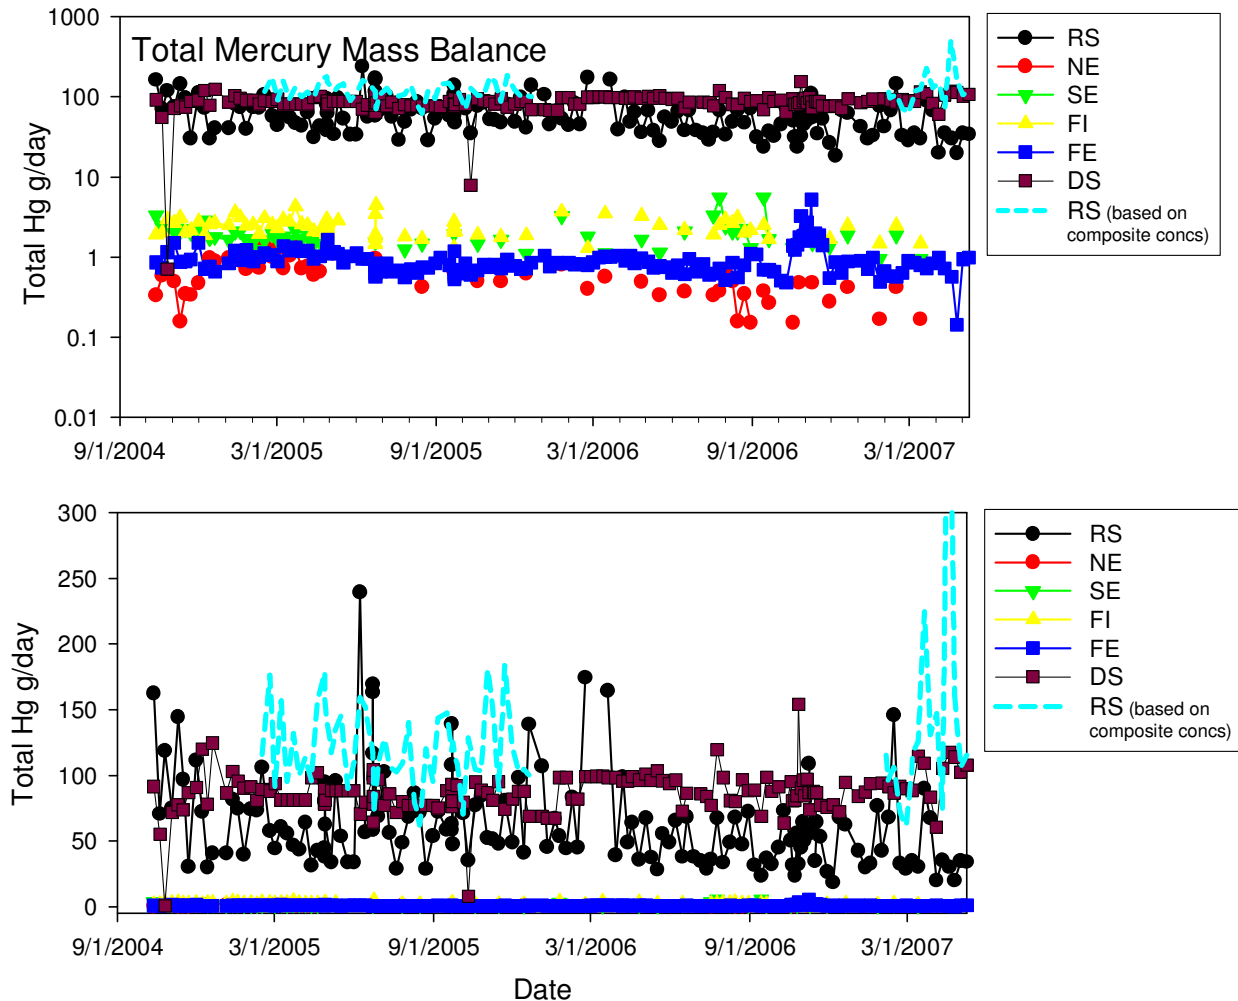 Total Mercury Mass Balance
Total Hg g/day
1000
100
10
1
0.1
0.01
9/1/2004 3/1/2005 9/1/2005 3/1/2006 9/1/2006 3/1/2007
RS
NE
SE
FI
FE
DS
RS (based on
composite concs)
Total Hg g/day
300
250
200
150
100
50
0
9/1/2004 3/1/2005 9/1/2005 3/1/2006 9/1/2006 3/1/2007
Date
RS
NE
SE
FI
FE
DS
RS (based on
composite concs)